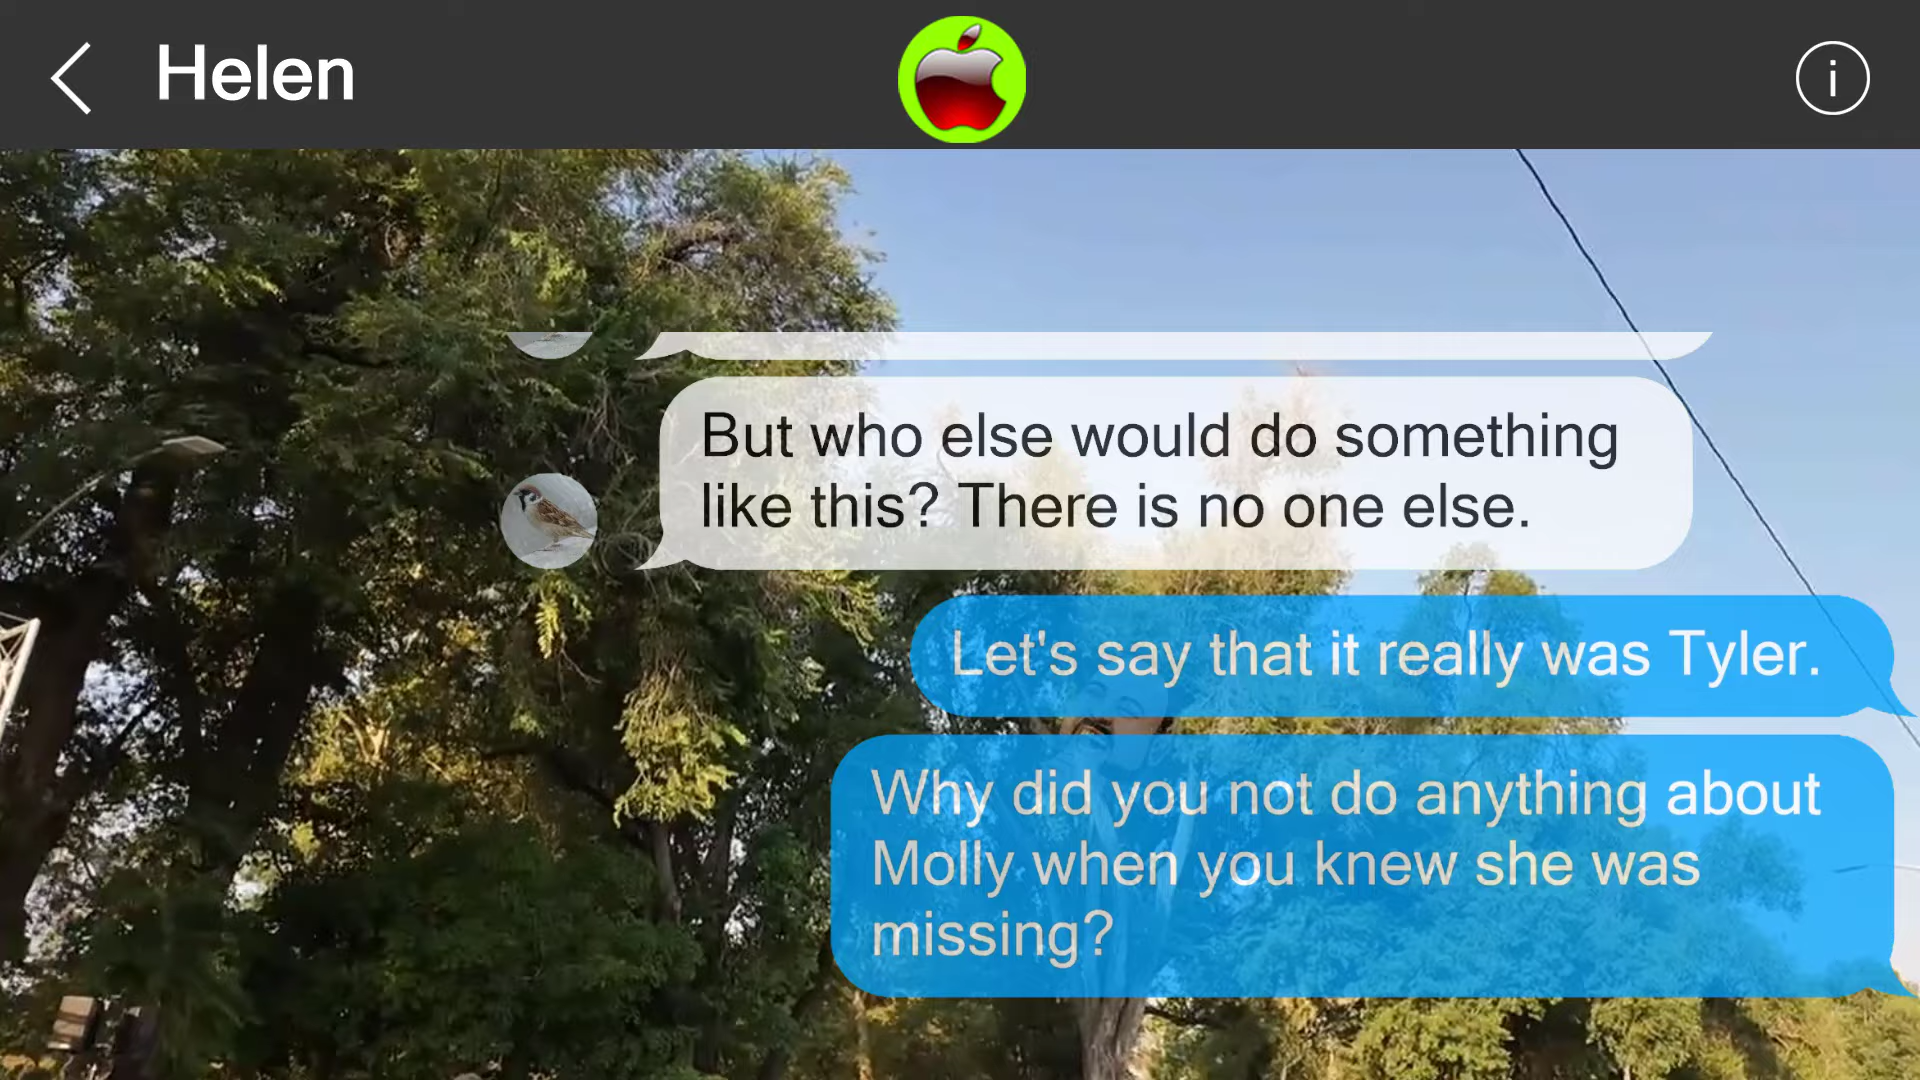 Helen
i
But who else would do something
like this? There is no one else.
Let's say that it really was Tyler.
Why did you not do anything about
Molly when you knew she was
missing?